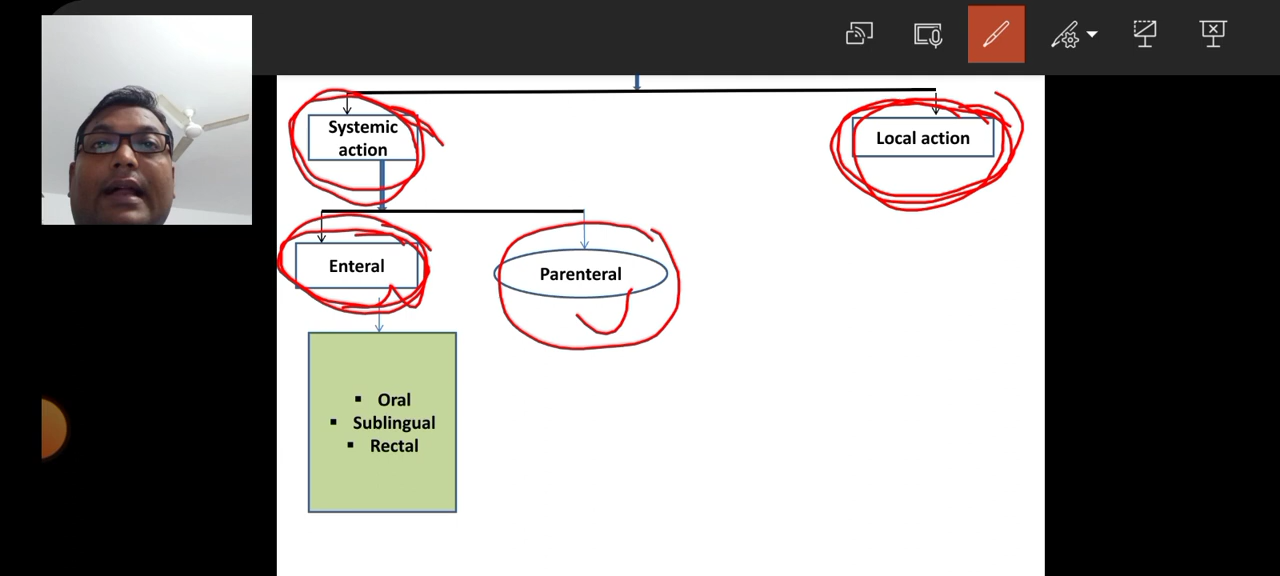 Systemic
action
Local action
Enteral
Parenteral
▪ Oral
▪ Sublingual
▪ Rectal